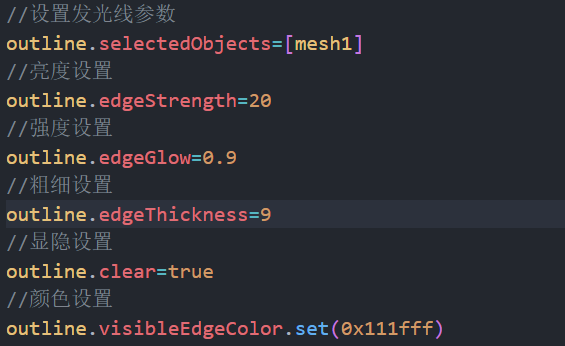 //设置发光线参数
outline.selectedObjects=[mesh1]
//亮度设置
outline.edgeStrength=20
//强度设置
outline.edgeGlow=0.9
//粗细设置
outline.edgeThickness=9
//显隐设置
outline.clear=true
//颜色设置
outline.visibleEdgeColor.set(0x111fff)